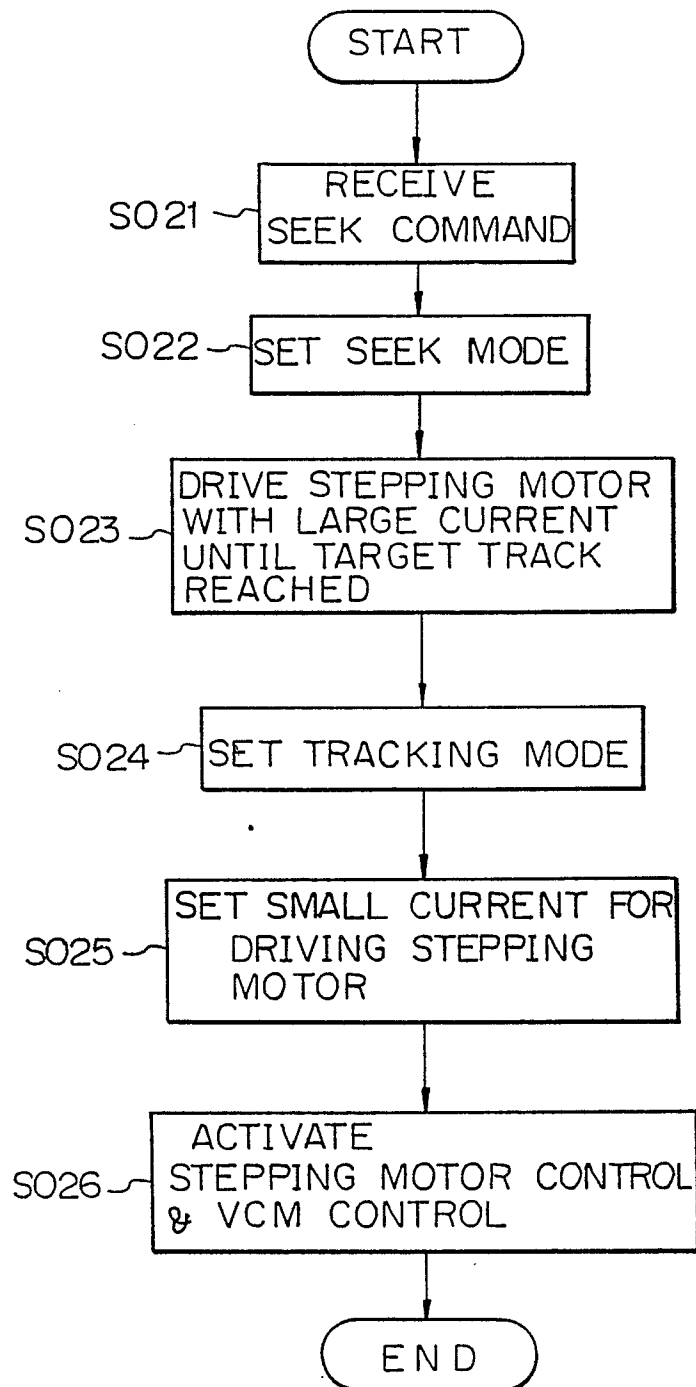 START
RECEIVE
S021
SEEK COMMAND
S022
SET SEEK MODE
DRIVE STEPPING MOTOR
WITH LARGE CURRENT
S023
UNTIL TARGET TRACK
REACHED
S024
SET TRACKING MODE
SET SMALL CURRENT FOR
S025
DRIVING STEPPING
MOTOR
ACTIVATE
S026
STEPPING MOTOR CONTROL
& VCM CONTROL
END